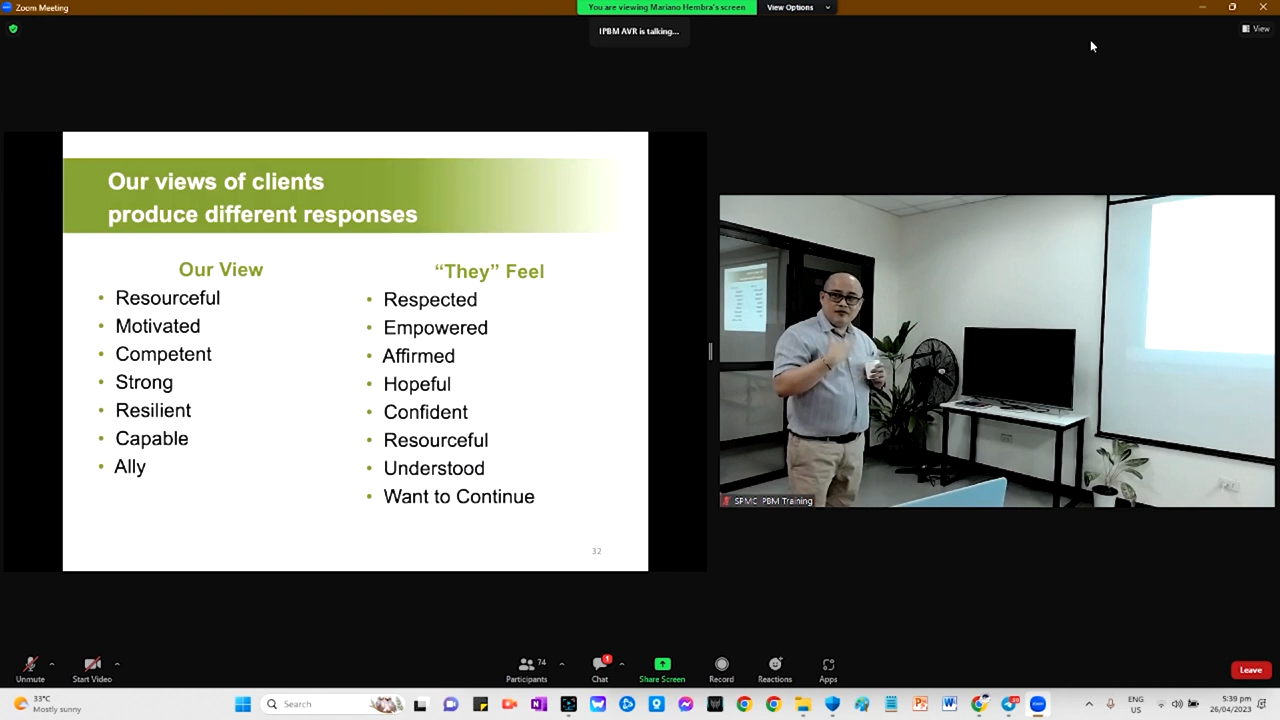 Zoom Meeting
You are viewing Mariano Hembra's screen
View Options
IPBM AVR is talking...
View
Our views of clients
produce different responses
Our View
"They" Feel
• Resourceful
• Motivated
• Competent
• Strong
• Resilient
• Capable
• Ally
• Respected
• Empowered
• Affirmed
• Hopeful
• Confident
• Resourceful
• Understood
• Want to Continue
32
SPMC IPBM Training
Unmute
Start Video
74
Participants
1
Chat
Share Screen
Record
Reactions
Apps
Leave
33°C
Mostly sunny
Search
ENG
US
5:39 pm
26/04/2023